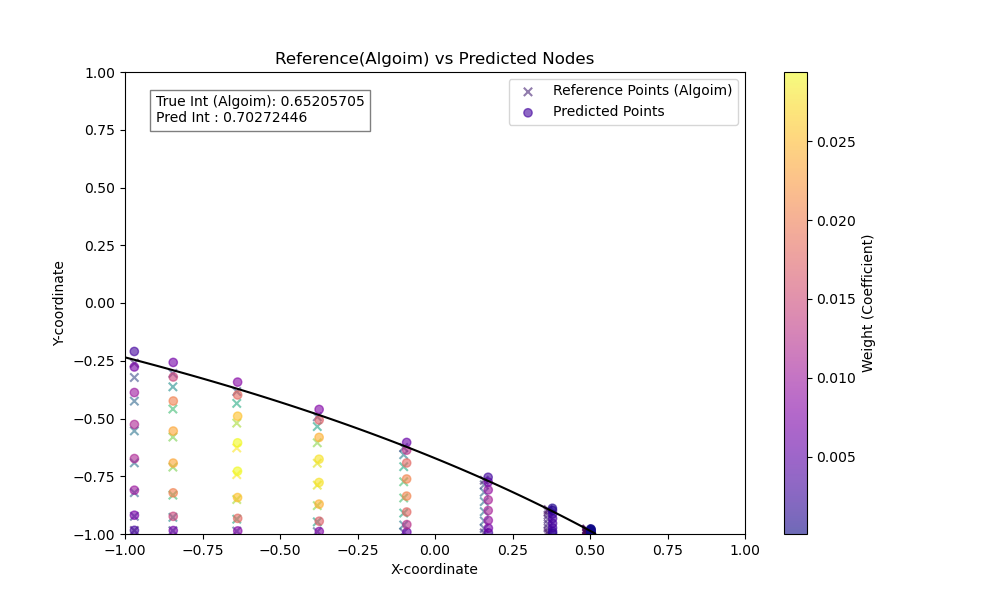 Reference(Algoim) vs Predicted Nodes
True Int (Algoim): 0.65205705
Pred Int : 0.70272446
Reference Points (Algoim)
Predicted Points
Y-coordinate
1.00
0.75
0.50
0.25
0.00
−0.25
−0.50
−0.75
−1.00
−1.00
−0.75
−0.50
−0.25
0.00
0.25
0.50
0.75
1.00
X-coordinate
0.025
0.020
0.015
0.010
0.005
Weight (Coefficient)